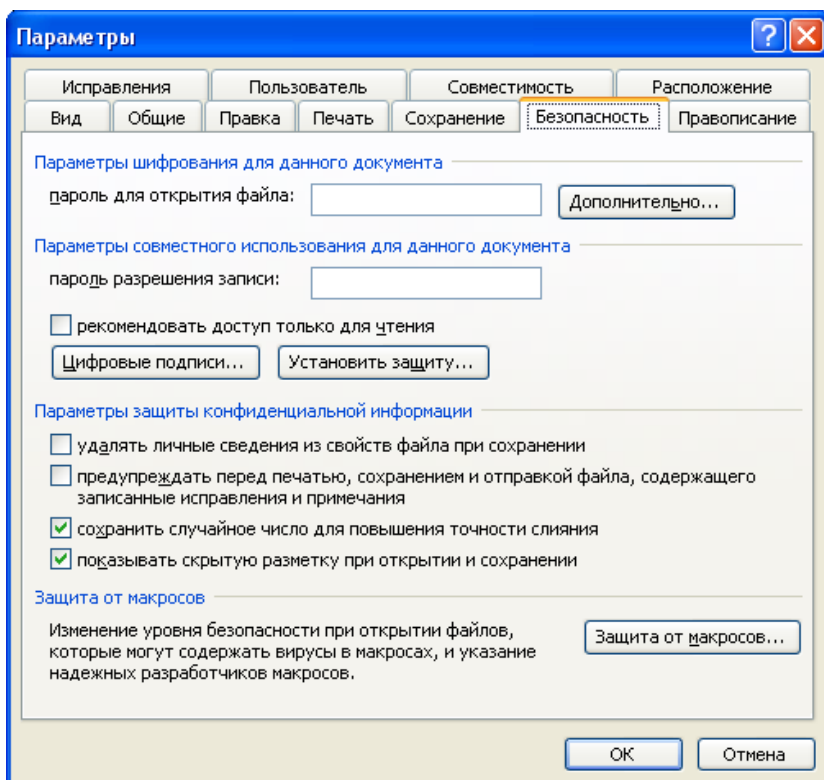 Параметры
Исправления Пользователь Совместимость Расположение
Вид Общие Правка Печать Сохранение Безопасность Правописание
Параметры шифрования для данного документа
пароль для открытия файла: Дополнительно...
Параметры совместного использования для данного документа
пароль разрешения записи:
рекомендовать доступ только для чтения
Цифровые подписи... Установить защиту...
Параметры защиты конфиденциальной информации
удалять личные сведения из свойств файла при сохранении
предупреждать перед печатью, сохранением и отправкой файла, содержащего
записанные исправления и примечания
сохранить случайное число для повышения точности слияния
показывать скрытую разметку при открытии и сохранении
Защита от макросов
Изменение уровня безопасности при открытии файлов,
которые могут содержать вирусы в макросах, и указание
надежных разработчиков макросов.
Защита от макросов...
ОК Отмена